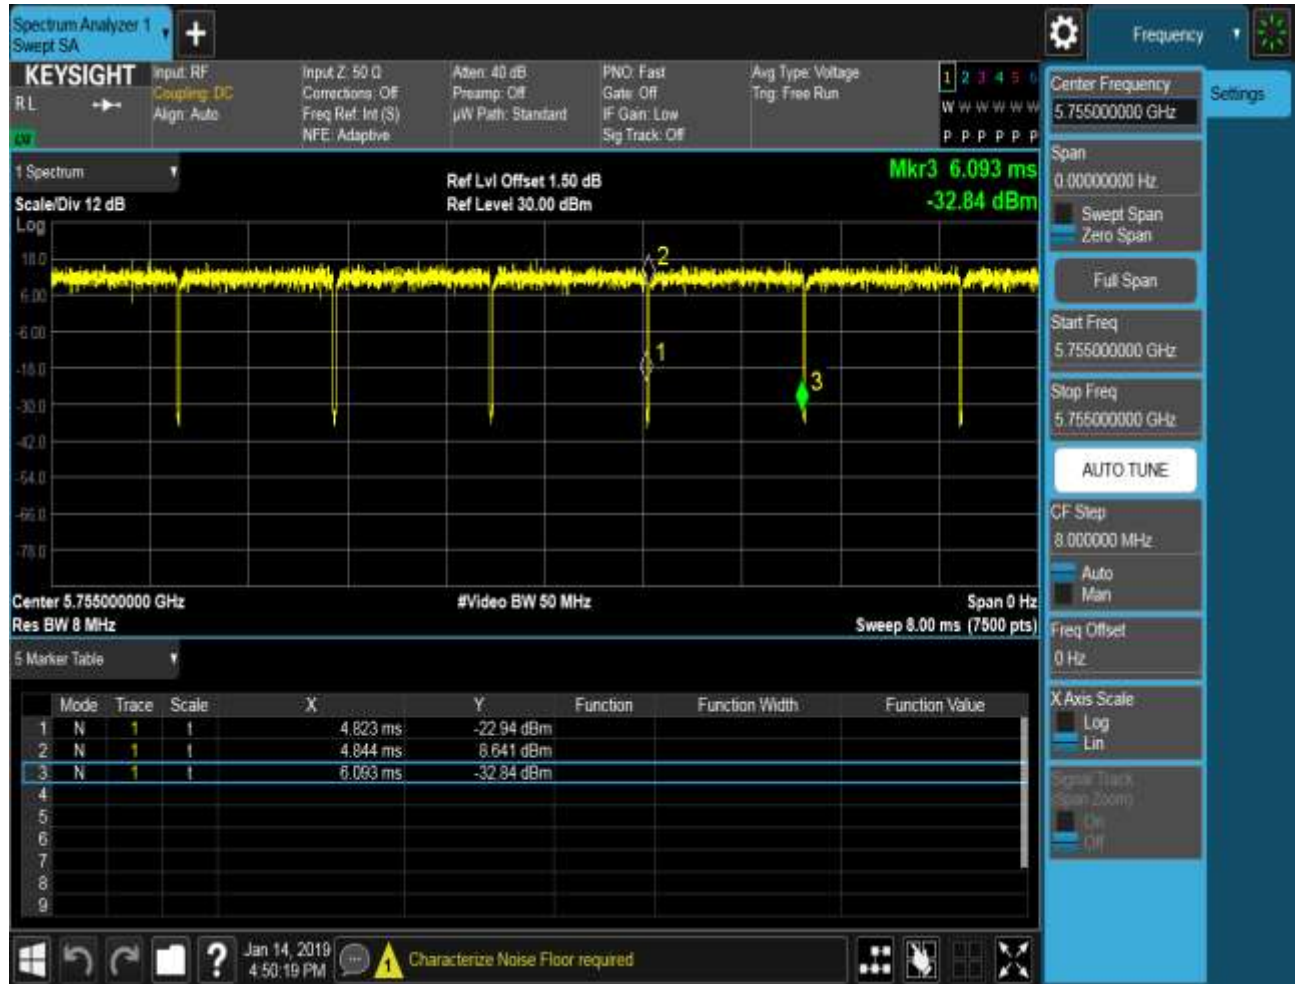 Spectrum Analyzer 1
Swept SA
Frequency
KEYSIGHT
RL
Input: RF
Coupling: DC
Align: Auto
Input Z: 50 Ω
Corrections: Off
Freq Ref: Int (S)
NFE: Adaptive
Atten: 40 dB
Preamp: Off
µW Path: Standard
PNO: Fast
Gate: Off
IF Gain: Low
Sig Track: Off
Avg Type: Voltage
Trig: Free Run
1 2 3 4 5 6
W W W W W W
P P P P P P
Center Frequency
5.755000000 GHz
Settings
Span
0.00000000 Hz
Swept Span
Zero Span
Full Span
Start Freq
5.755000000 GHz
Stop Freq
5.755000000 GHz
AUTO TUNE
CF Step
8.000000 MHz
Auto
Man
Freq Offset
0 Hz
X Axis Scale
Log
Lin
Signal Track
(Span Zoom)
On
Off
1 Spectrum
Scale/Div 12 dB
Ref Lvl Offset 1.50 dB
Ref Level 30.00 dBm
Mkr3 6.093 ms
-32.84 dBm
Log
18.0
6.00
-6.00
-18.0
-30.0
-42.0
-54.0
-66.0
-78.0
2
1
3
Center 5.755000000 GHz
#Video BW 50 MHz
Span 0 Hz
Res BW 8 MHz
Sweep 8.00 ms (7500 pts)
5 Marker Table
Mode Trace Scale X Y Function Function Width Function Value
1 N 1 t 4.823 ms -22.94 dBm
2 N 1 t 4.844 ms 8.641 dBm
3 N 1 t 6.093 ms -32.84 dBm
4
5
6
7
8
9
?
Jan 14, 2019
4:50:19 PM
1
Characterize Noise Floor required